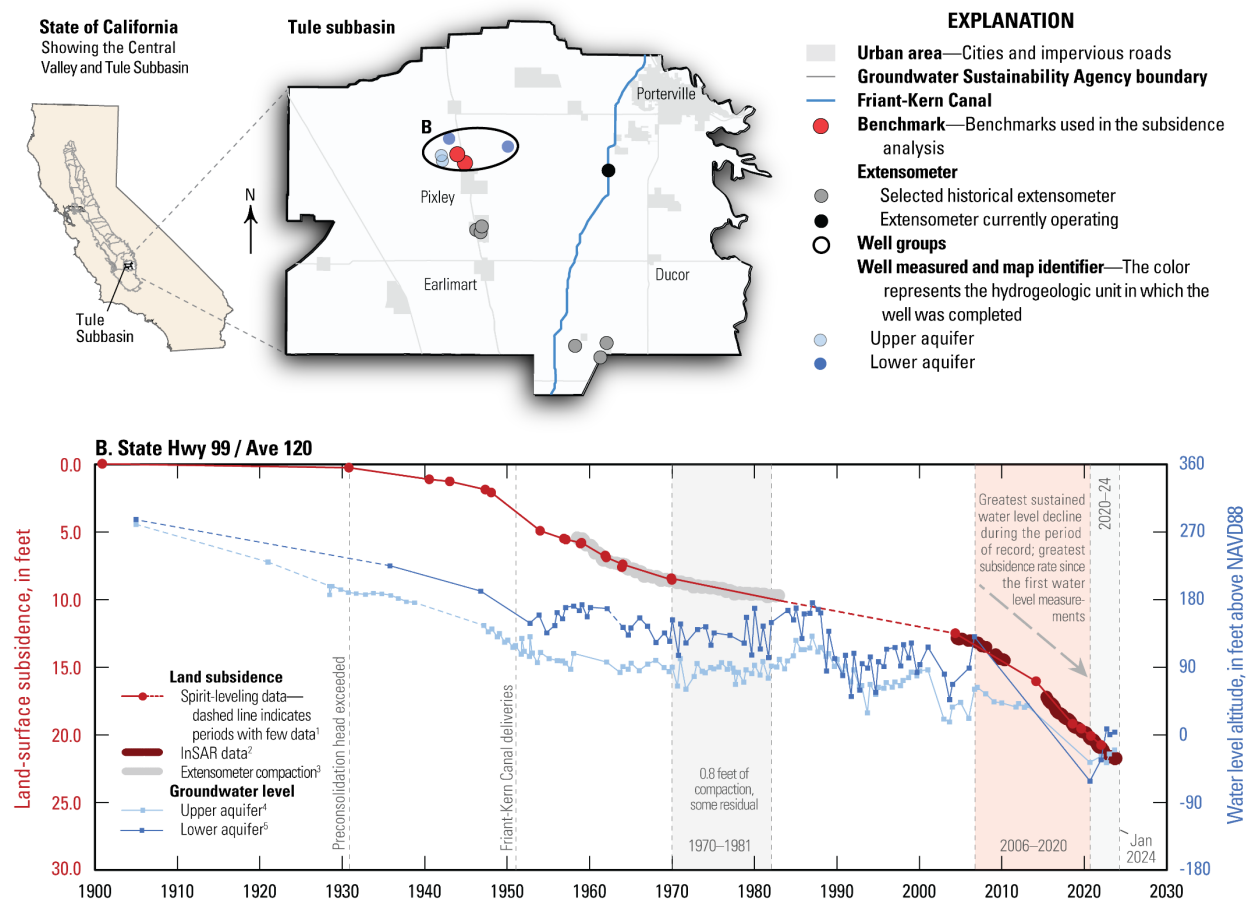 State of California
Showing the Central
Valley and Tule Subbasin
Tule
Subbasin
Tule subbasin
N
B
Porterville
Pixley
Earlimart
Ducor
EXPLANATION
Urban area—Cities and impervious roads
Groundwater Sustainability Agency boundary
Friant-Kern Canal
Benchmark—Benchmarks used in the subsidence
analysis
Extensometer
Selected historical extensometer
Extensometer currently operating
Well groups
Well measured and map identifier—The color
represents the hydrogeologic unit in which the
well was completed
Upper aquifer
Lower aquifer
B. State Hwy 99 / Ave 120
Land-surface subsidence, in feet
0.0
5.0
10.0
15.0
20.0
25.0
30.0
Land subsidence
Spirit-leveling data—
dashed line indicates
periods with few data1
InSAR data2
Extensometer compaction3
Groundwater level
Upper aquifer4
Lower aquifer5
Preconsolidation head exceeded
Friant-Kern Canal deliveries
0.8 feet of
compaction,
some residual
1970–1981
Greatest sustained
water level decline
during the period
of record; greatest
subsidence rate since
the first water
level measure-
ments
2006–2020
2020–24
Jan
2024
360
270
180
90
0
-90
-180
Water level altitude, in feet above NAVD88
1900 1910 1920 1930 1940 1950 1960 1970 1980 1990 2000 2010 2020 2030